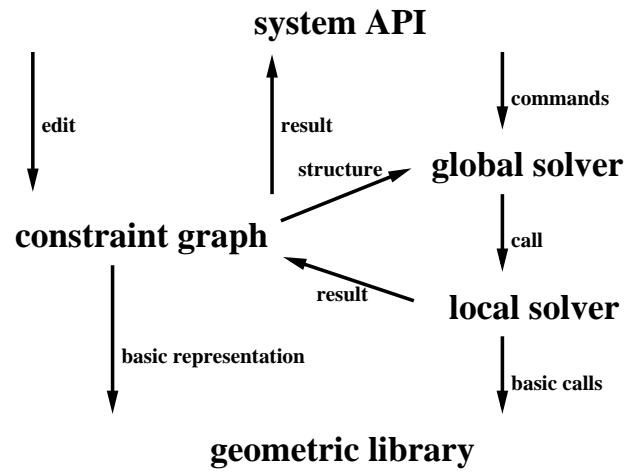 system API
commands
edit
result
structure
global solver
constraint graph
call
result
local solver
basic representation
basic calls
geometric library